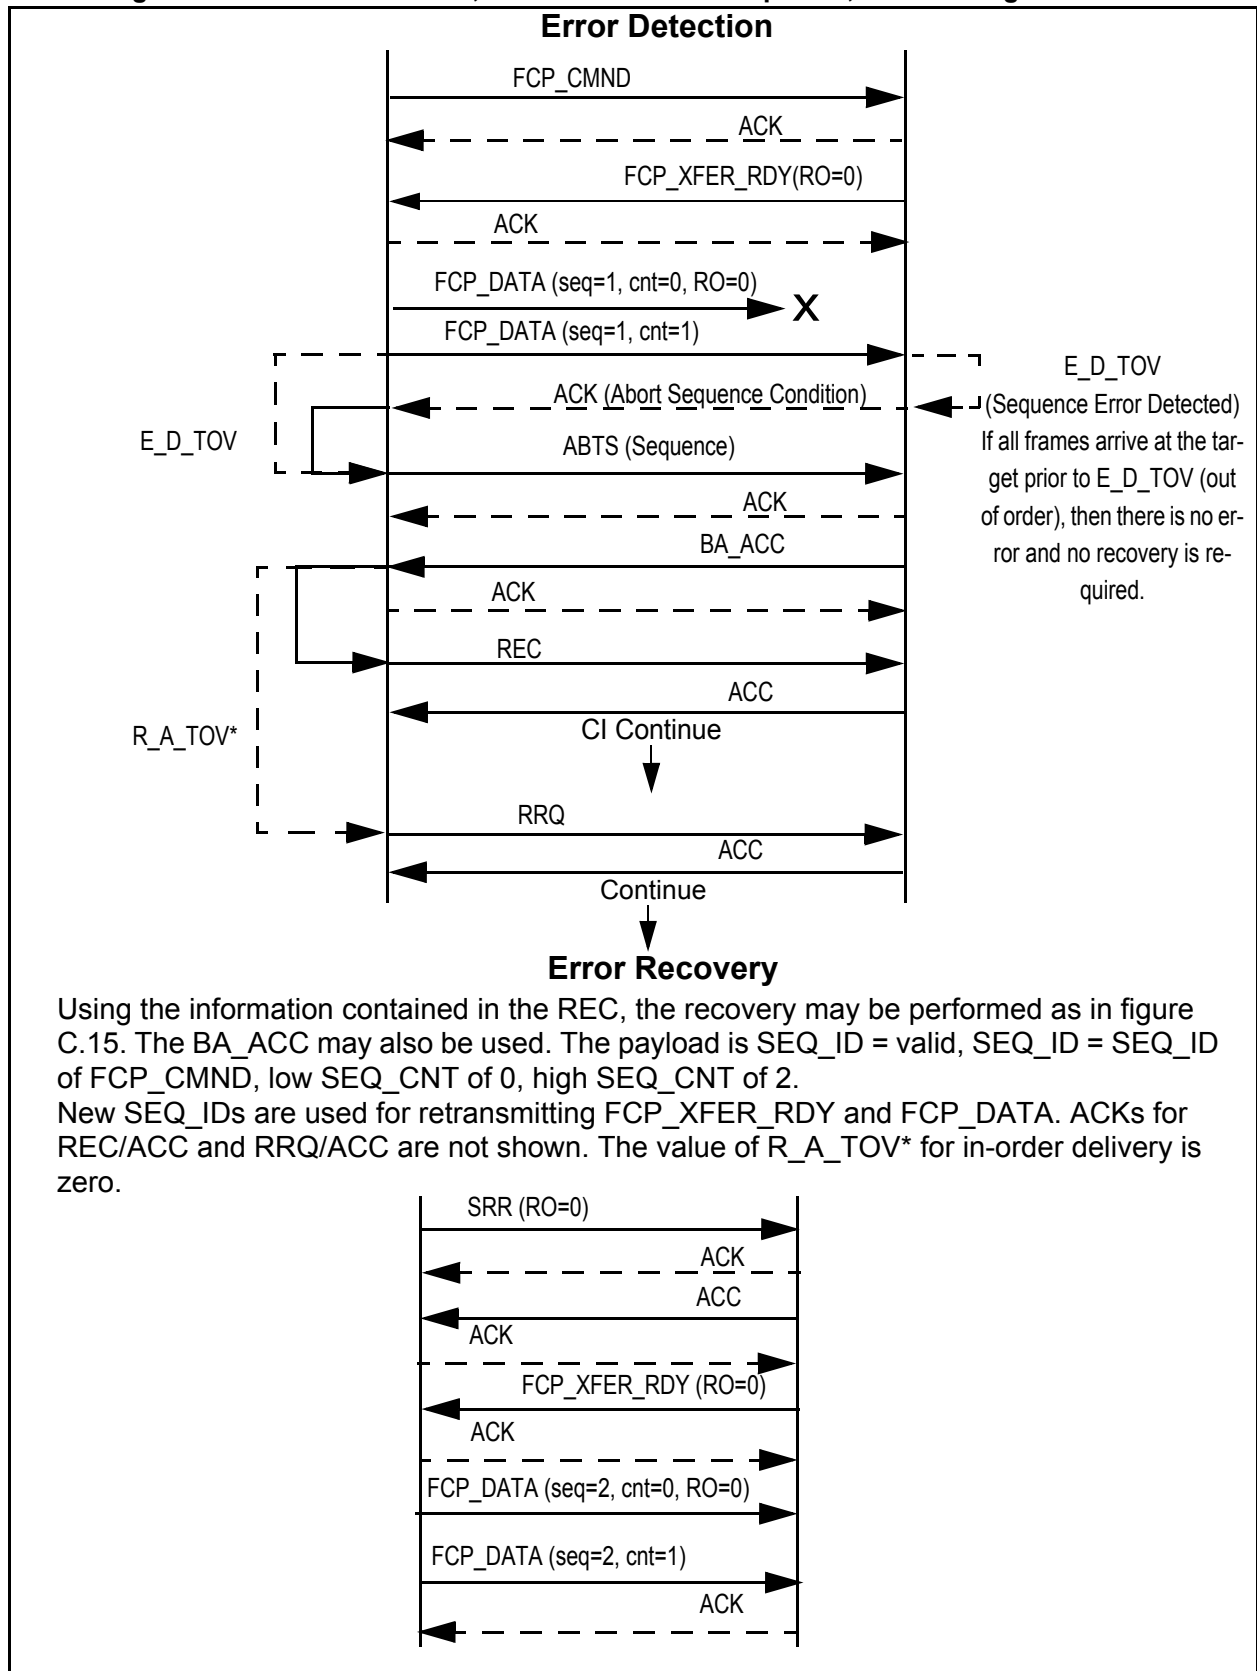 Error Detection
FCP_CMND
ACK
FCP_XFER_RDY(RO=0)
ACK
FCP_DATA (seq=1, cnt=0, RO=0)
X
FCP_DATA (seq=1, cnt=1)
E_D_TOV
(Sequence Error Detected)
If all frames arrive at the tar-
get prior to E_D_TOV (out
of order), then there is no er-
ror and no recovery is re-
quired.
ACK (Abort Sequence Condition)
E_D_TOV
ABTS (Sequence)
ACK
BA_ACC
ACK
REC
ACC
R_A_TOV*
CI Continue
RRQ
ACC
Continue
Error Recovery
Using the information contained in the REC, the recovery may be performed as in figure
C.15. The BA_ACC may also be used. The payload is SEQ_ID = valid, SEQ_ID = SEQ_ID
of FCP_CMND, low SEQ_CNT of 0, high SEQ_CNT of 2.
New SEQ_IDs are used for retransmitting FCP_XFER_RDY and FCP_DATA. ACKs for
REC/ACC and RRQ/ACC are not shown. The value of R_A_TOV* for in-order delivery is
zero.
SRR (RO=0)
ACK
ACC
ACK
FCP_XFER_RDY (RO=0)
ACK
FCP_DATA (seq=2, cnt=0, RO=0)
FCP_DATA (seq=2, cnt=1)
ACK